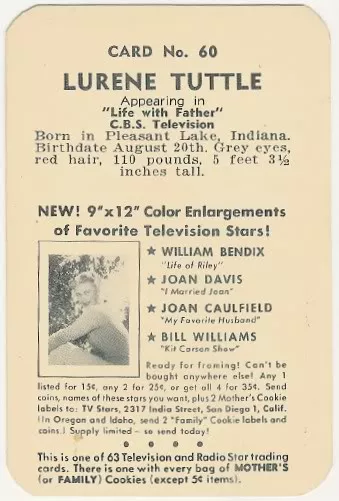 CARD No. 60
LURENE TUTTLE
Appearing in
"Life with Father"
C.B.S. Television
Born in Pleasant Lake, Indiana.
Birthdate August 20th. Grey eyes,
red hair, 110 pounds, 5 feet 3½
inches tall.
NEW! 9"x12" Color Enlargements
of Favorite Television Stars!
★ WILLIAM BENDIX
"Life of Riley"
★ JOAN DAVIS
"I Married Joan"
★ JOAN CAULFIELD
"My Favorite Husband"
★ BILL WILLIAMS
"Kit Carson Show"
Ready for framing! Can't be
bought anywhere else! Any 1
listed for 15¢, any 2 for 25¢, or get all 4 for 35¢. Send
coins, names of these stars you want, plus 2 Mother's Cookie
labels to: TV Stars, 2317 India Street, San Diego 1, Calif.
(In Oregon and Idaho, send 2 "Family" Cookie labels and
coins.) Supply limited — so send today!
This is one of 63 Television and Radio Star trading
cards. There is one with every bag of MOTHER'S
(or FAMILY) Cookies (except 5¢ items).